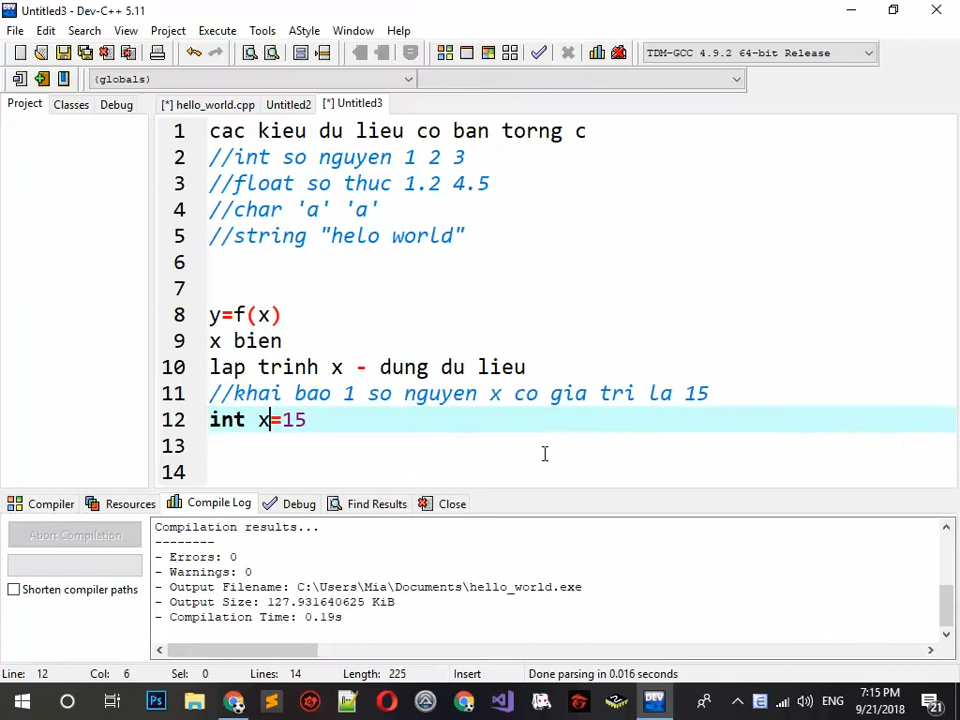 Untitled3 - Dev-C++ 5.11
File Edit Search View Project Execute Tools AStyle Window Help
TDM-GCC 4.9.2 64-bit Release
(globals)
Project Classes Debug [*] hello_world.cpp Untitled2 [*] Untitled3
1 cac kieu du lieu co ban torng c
2 //int so nguyen 1 2 3
3 //float so thuc 1.2 4.5
4 //char 'a' 'a'
5 //string "helo world"
6
7
8 y=f(x)
9 x bien
10 lap trinh x - dung du lieu
11 //khai bao 1 so nguyen x co gia tri la 15
12 int x=15
13
14
Compiler Resources Compile Log Debug Find Results Close
Abort Compilation
Shorten compiler paths
Compilation results...
--------
- Errors: 0
- Warnings: 0
- Output Filename: C:\Users\Mia\Documents\hello_world.exe
- Output Size: 127.931640625 KiB
- Compilation Time: 0.19s
Line: 12 Col: 6 Sel: 0 Lines: 14 Length: 225 Insert Done parsing in 0.016 seconds
Ps
DEV
E
ENG
7:15 PM
9/21/2018
21